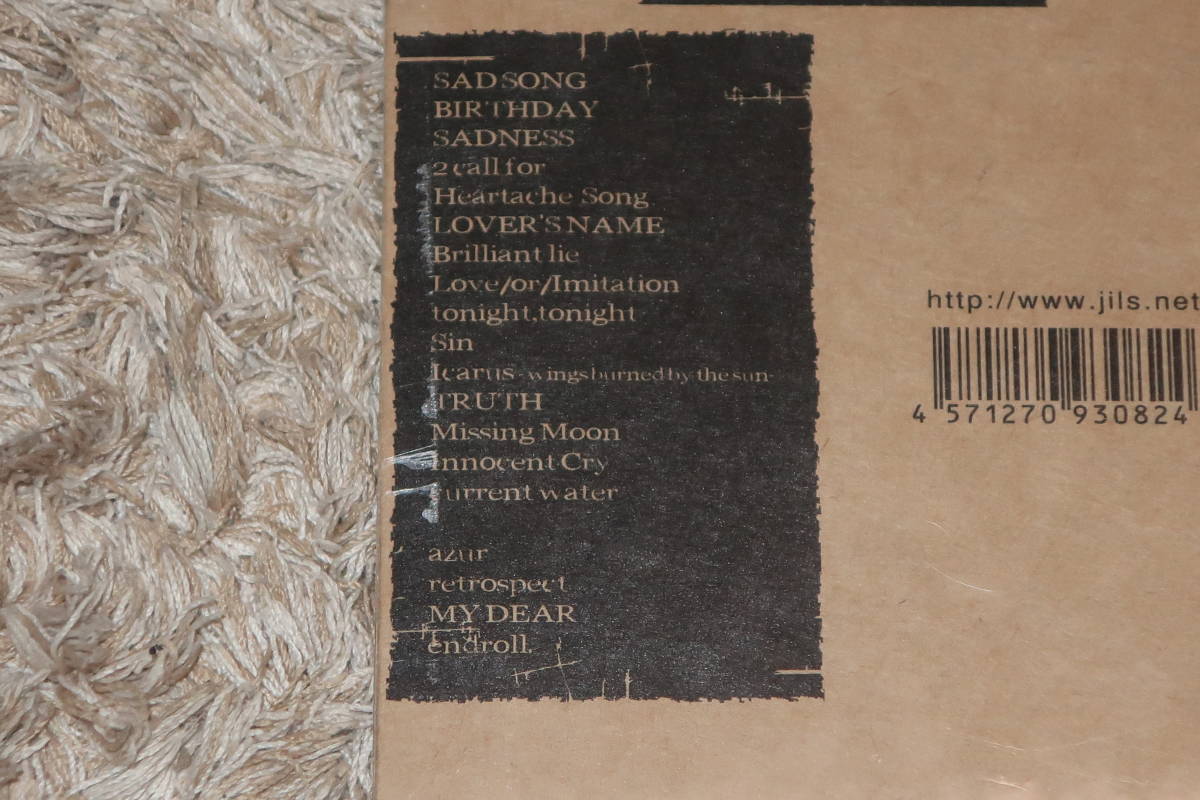 SAD SONG
BIRTHDAY
SADNESS
2 call for
Heartache Song
LOVER'S NAME
Brilliant lie
Love/or/Imitation
tonight,tonight
Sin
Icarus -wings burned by the sun-
TRUTH
Missing Moon
innocent Cry
current water
azur
retrospect
MY DEAR
endroll.
http://www.jils.net
4 571270 930824